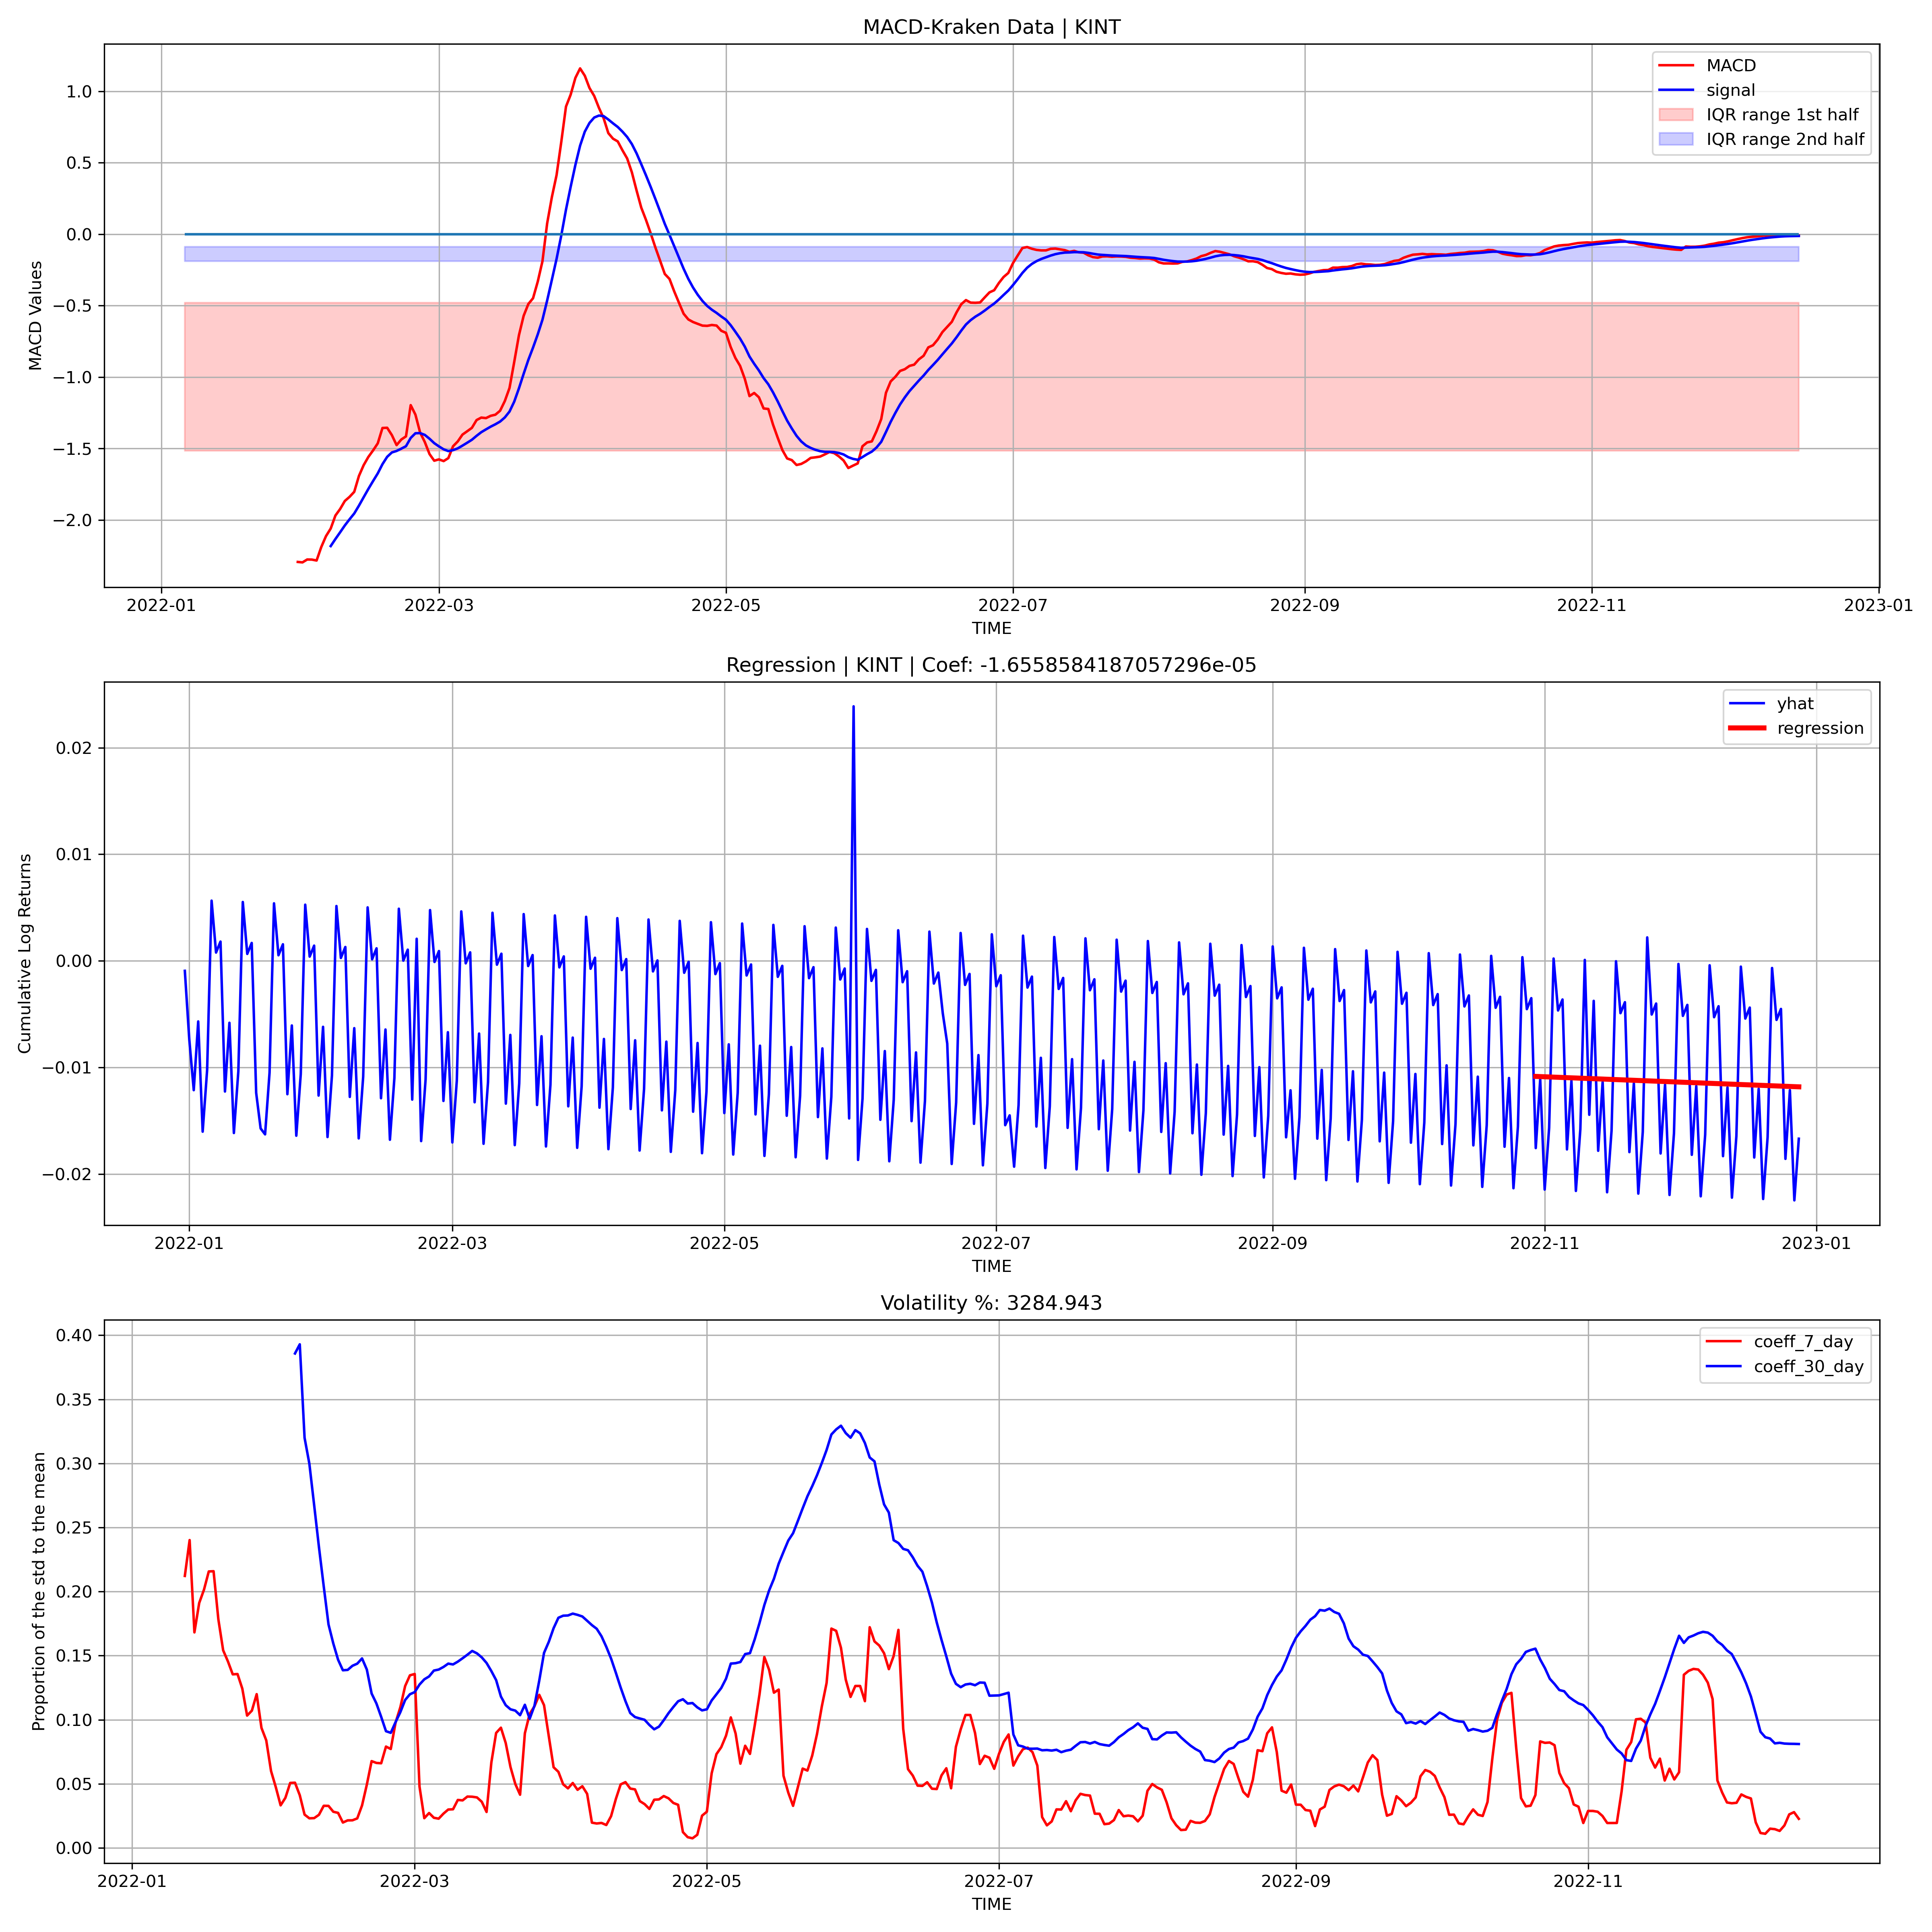 MACD-Kraken Data | KINT
MACD
signal
IQR range 1st half
IQR range 2nd half
MACD Values
1.0
0.5
0.0
−0.5
−1.0
−1.5
−2.0
2022-01 2022-03 2022-05 2022-07 2022-09 2022-11 2023-01
TIME
Regression | KINT | Coef: -1.6558584187057296e-05
yhat
regression
Cumulative Log Returns
0.02
0.01
0.00
−0.01
−0.02
2022-01 2022-03 2022-05 2022-07 2022-09 2022-11 2023-01
TIME
Volatility %: 3284.943
coeff_7_day
coeff_30_day
Proportion of the std to the mean
0.40
0.35
0.30
0.25
0.20
0.15
0.10
0.05
0.00
2022-01 2022-03 2022-05 2022-07 2022-09 2022-11
TIME